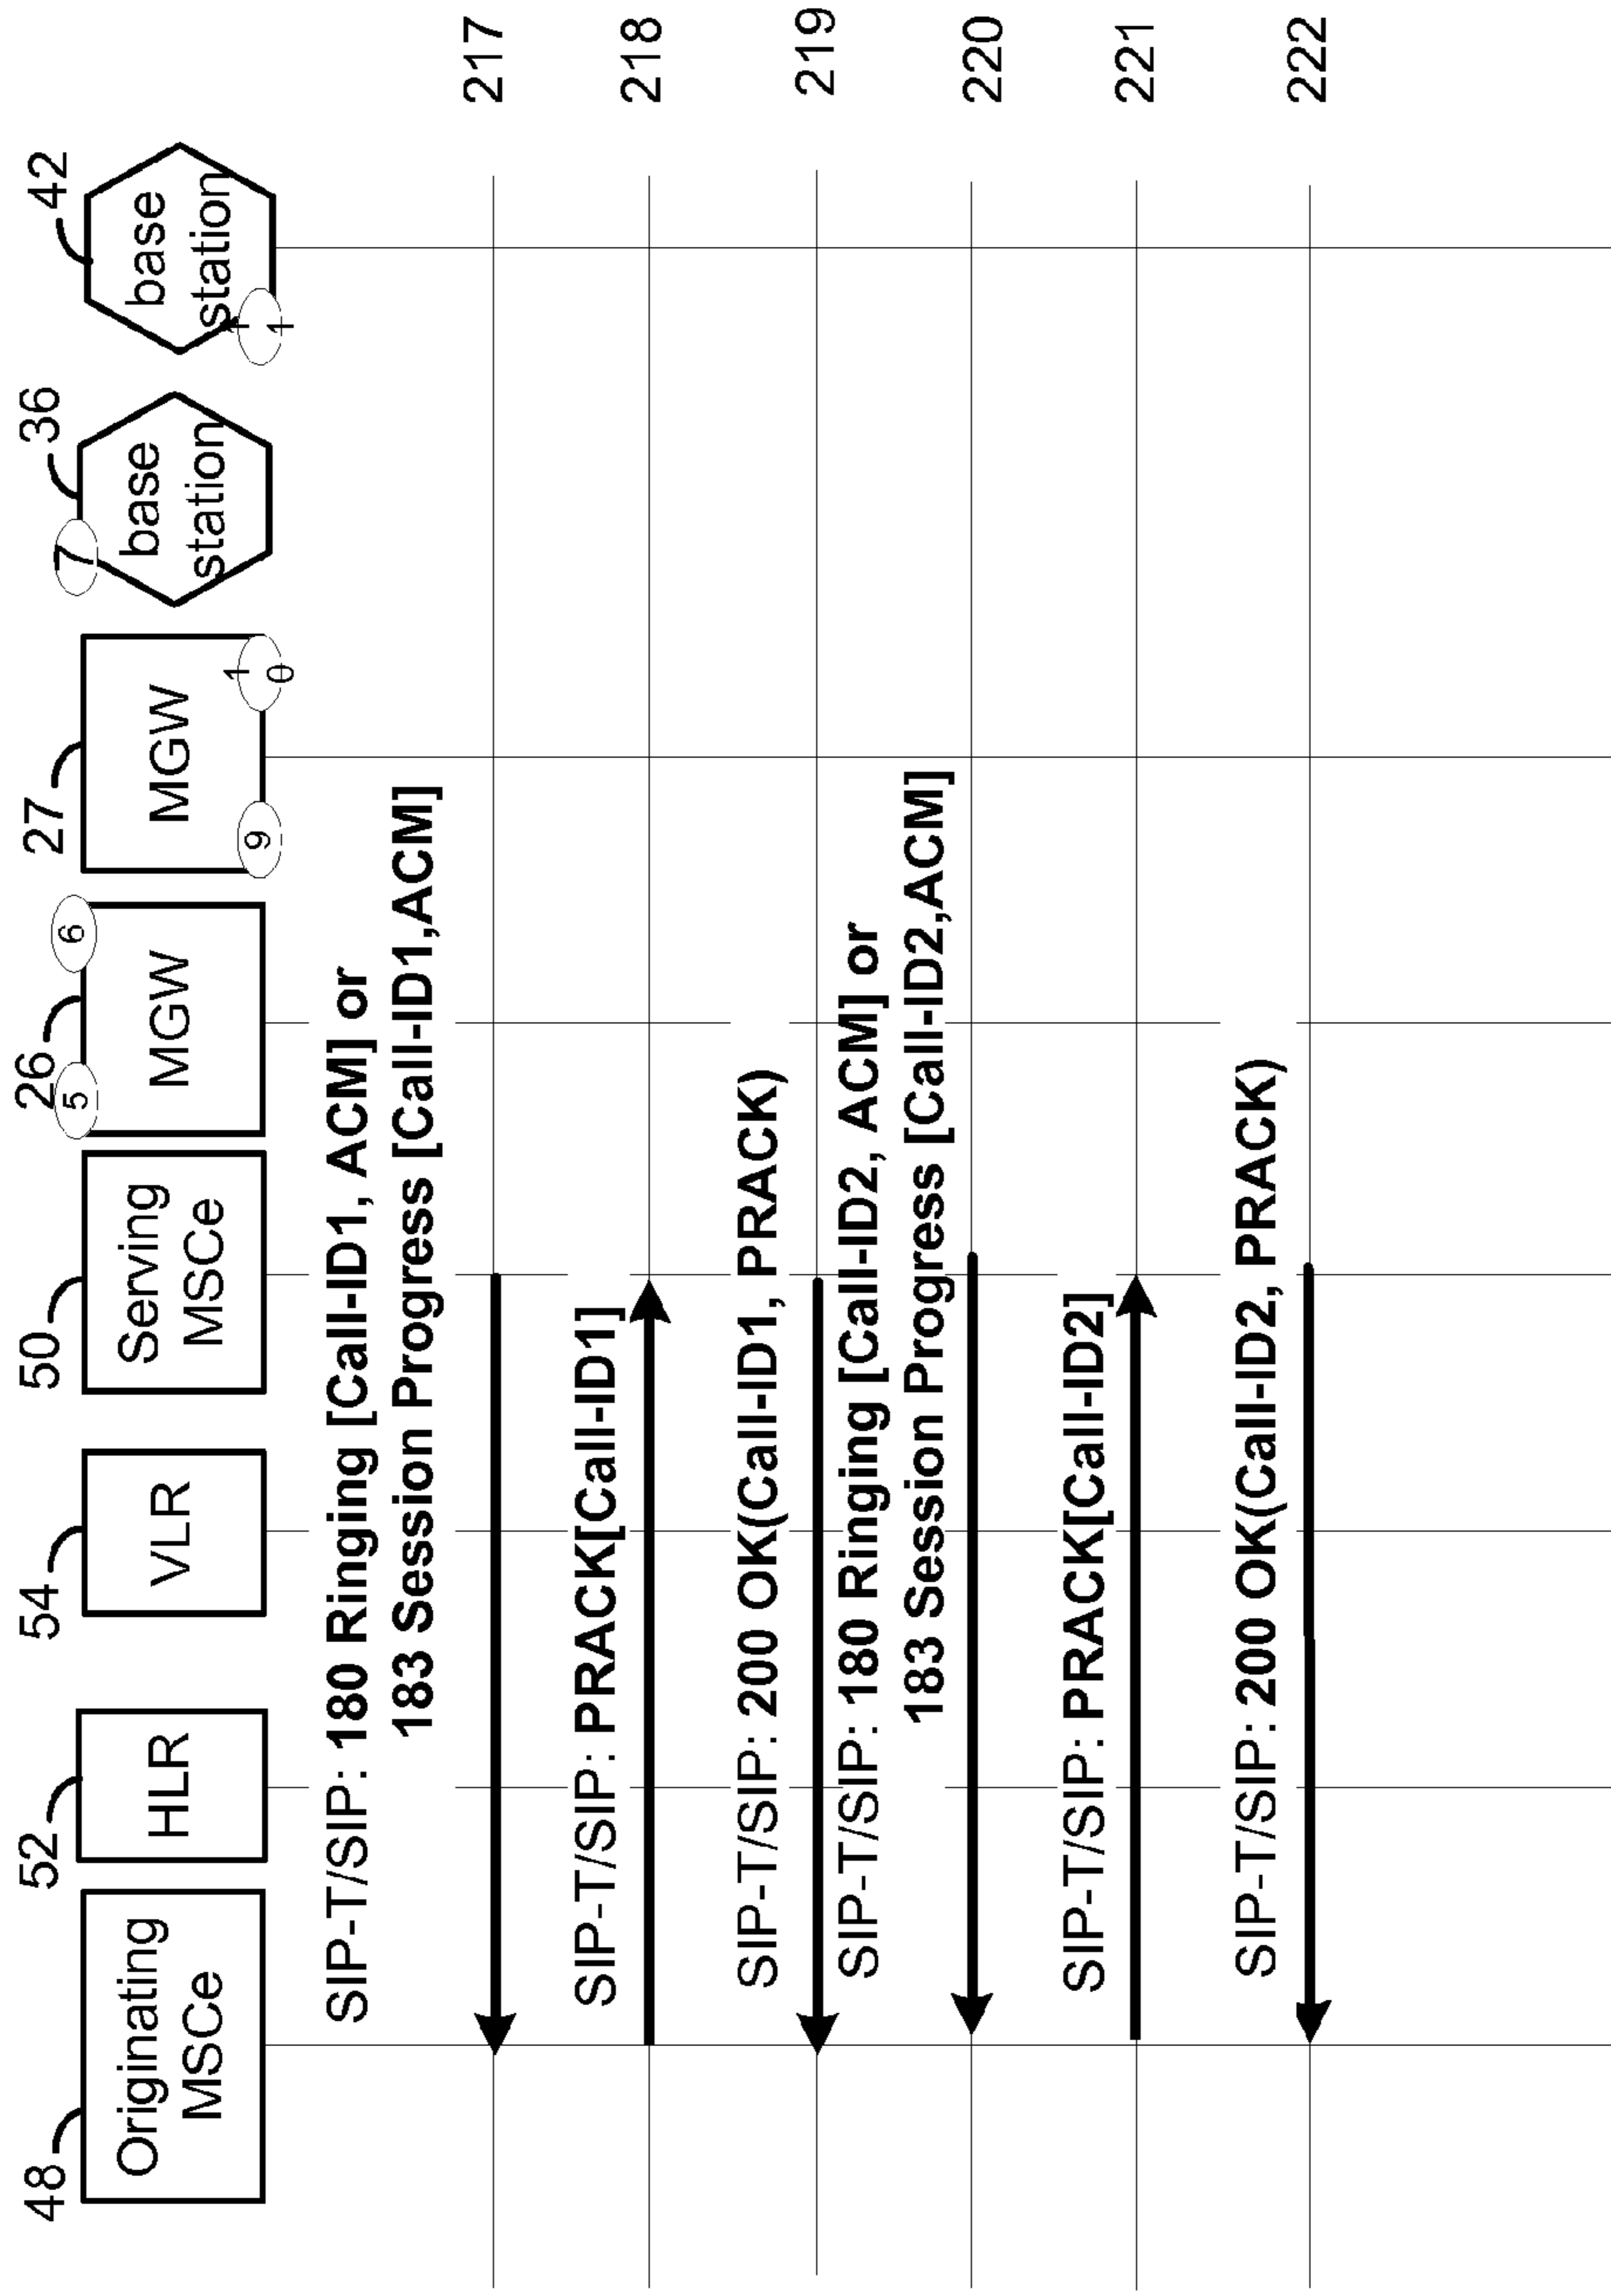 48
52
54
50
26
27
36
42
Originating
MSCe
HLR
VLR
Serving
MSCe
5
6
MGW
MGW
9
1
0
7
base
station
base
station
1
1
SIP-T/SIP: 180 Ringing [Call-ID1, ACM] or
183 Session Progress [Call-ID1,ACM]
217
SIP-T/SIP: PRACK[Call-ID1]
218
SIP-T/SIP: 200 OK(Call-ID1, PRACK)
219
SIP-T/SIP: 180 Ringing [Call-ID2, ACM] or
183 Session Progress [Call-ID2,ACM]
220
SIP-T/SIP: PRACK[Call-ID2]
221
SIP-T/SIP: 200 OK(Call-ID2, PRACK)
222